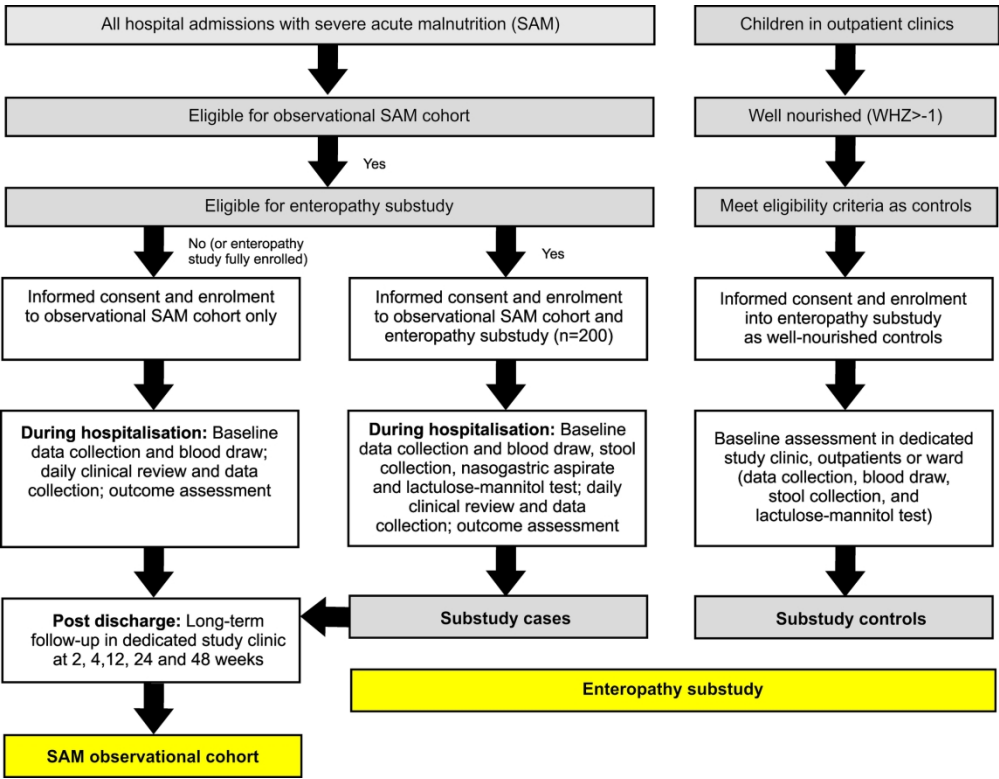 All hospital admissions with severe acute malnutrition (SAM)
Children in outpatient clinics
Eligible for observational SAM cohort
Well nourished (WHZ>-1)
Yes
Eligible for enteropathy substudy
Meet eligibility criteria as controls
No (or enteropathy
study fully enrolled)
Yes
Informed consent and enrolment
to observational SAM cohort only
Informed consent and enrolment
to observational SAM cohort and
enteropathy substudy (n=200)
Informed consent and enrolment
into enteropathy substudy
as well-nourished controls
During hospitalisation: Baseline
data collection and blood draw;
daily clinical review and data
collection; outcome assessment
During hospitalisation: Baseline
data collection and blood draw, stool
collection, nasogastric aspirate
and lactulose-mannitol test; daily
clinical review and data
collection; outcome assessment
Baseline assessment in dedicated
study clinic, outpatients or ward
(data collection, blood draw,
stool collection, and
lactulose-mannitol test)
Post discharge: Long-term
follow-up in dedicated study clinic
at 2, 4,12, 24 and 48 weeks
Substudy cases
Substudy controls
Enteropathy substudy
SAM observational cohort